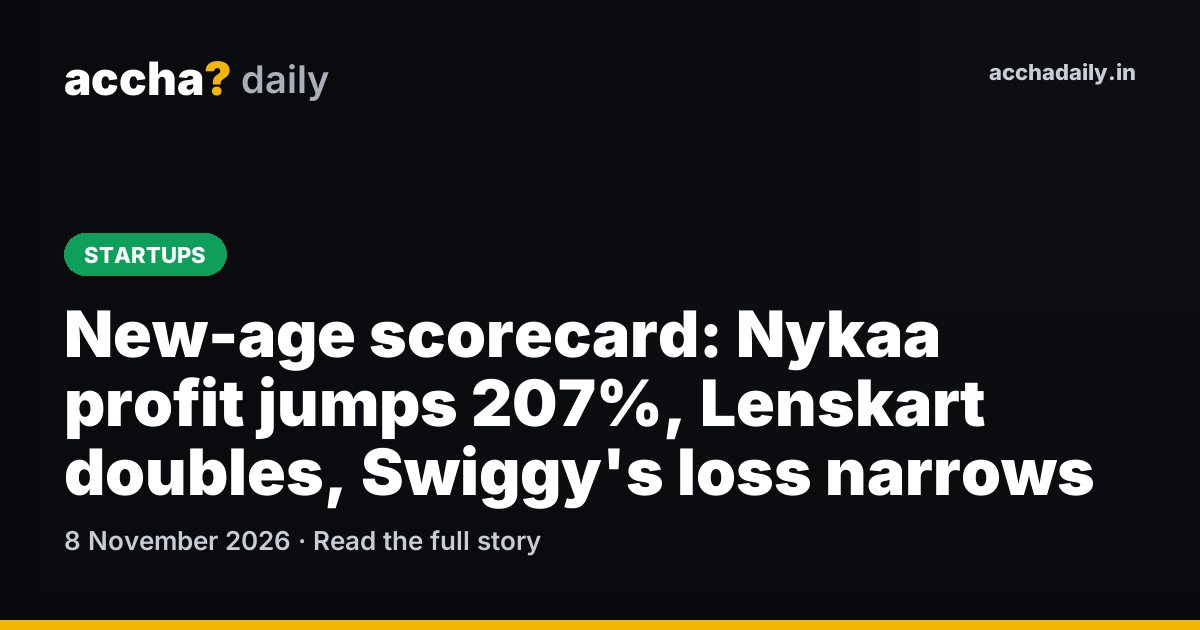 accha? daily
acchadaily.in
STARTUPS
New-age scorecard: Nykaa
profit jumps 207%, Lenskart
doubles, Swiggy's loss narrows
8 November 2026 · Read the full story